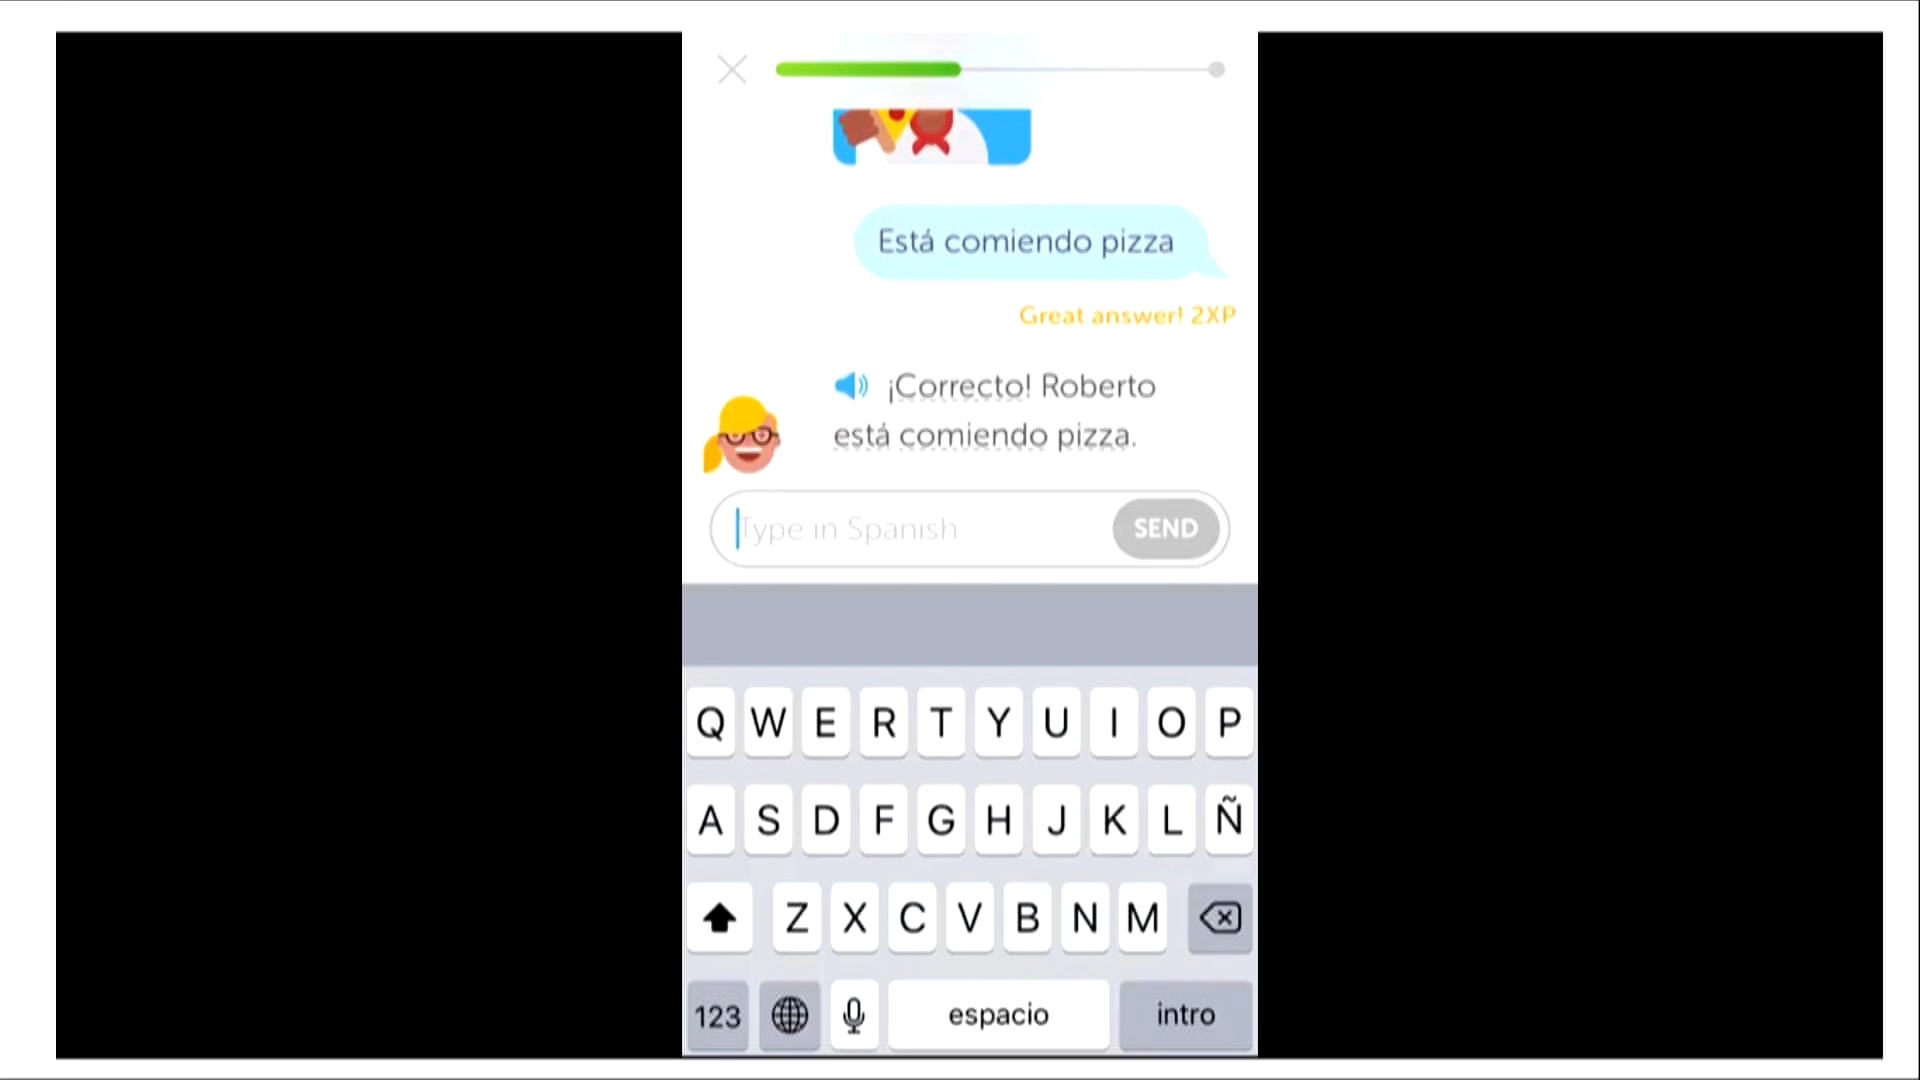 Está comiendo pizza
Great answer! 2XP
¡Correcto! Roberto
está comiendo pizza.
Type in Spanish
SEND
Q W E R T Y U I O P
A S D F G H J K L Ñ
Z X C V B N M
123 espacio intro